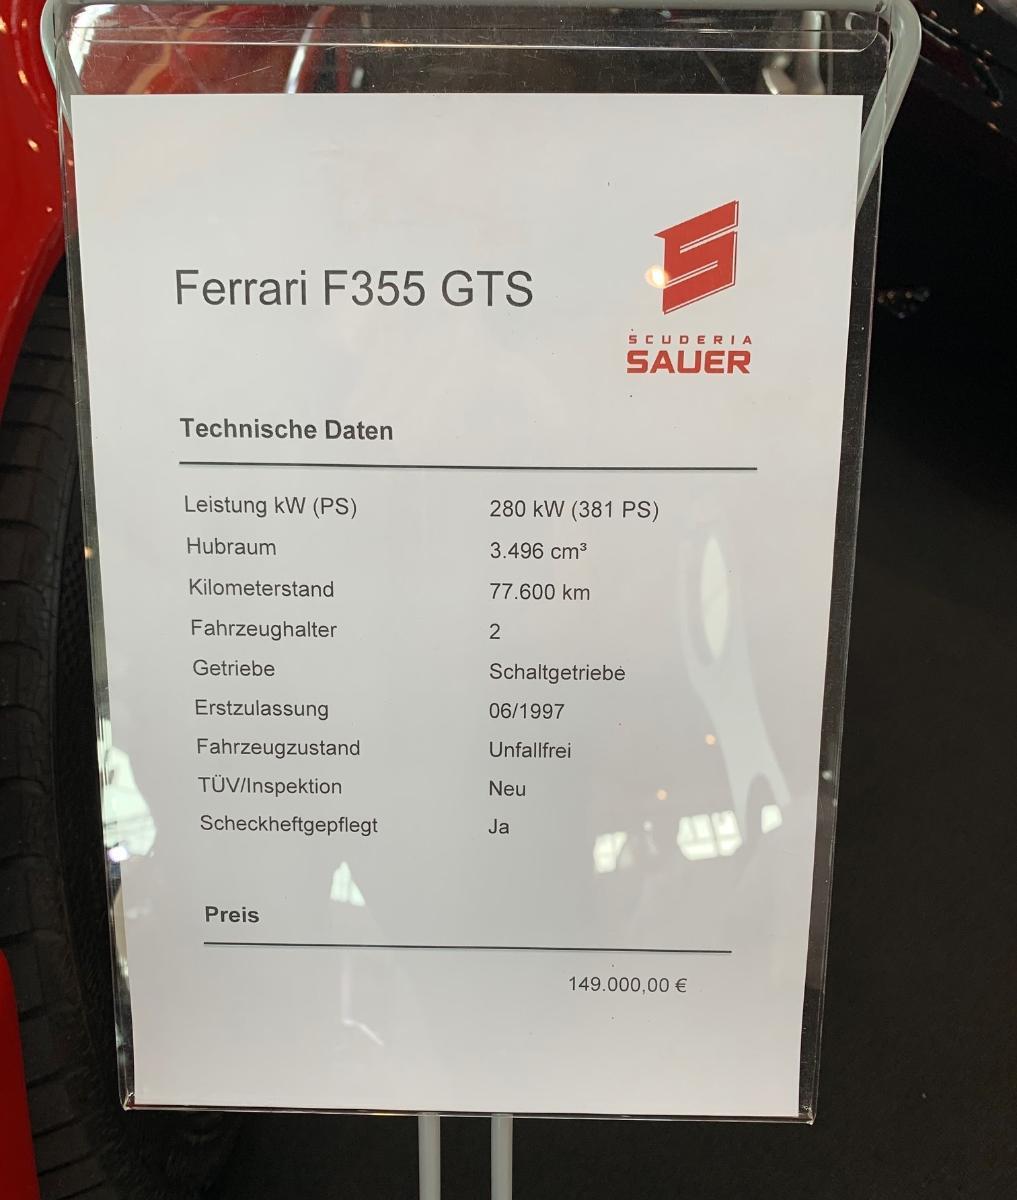 Ferrari F355 GTS
SCUDERIA
SAUER
Technische Daten
Leistung kW (PS) 280 kW (381 PS)
Hubraum 3.496 cm³
Kilometerstand 77.600 km
Fahrzeughalter 2
Getriebe Schaltgetriebe
Erstzulassung 06/1997
Fahrzeugzustand Unfallfrei
TÜV/Inspektion Neu
Scheckheftgepflegt Ja
Preis
149.000,00 €